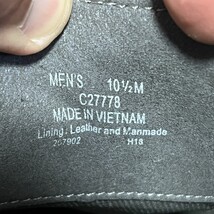 MEN'S 10½M
C27778
MADE IN VIETNAM
Lining: Leather and Manmade
H18